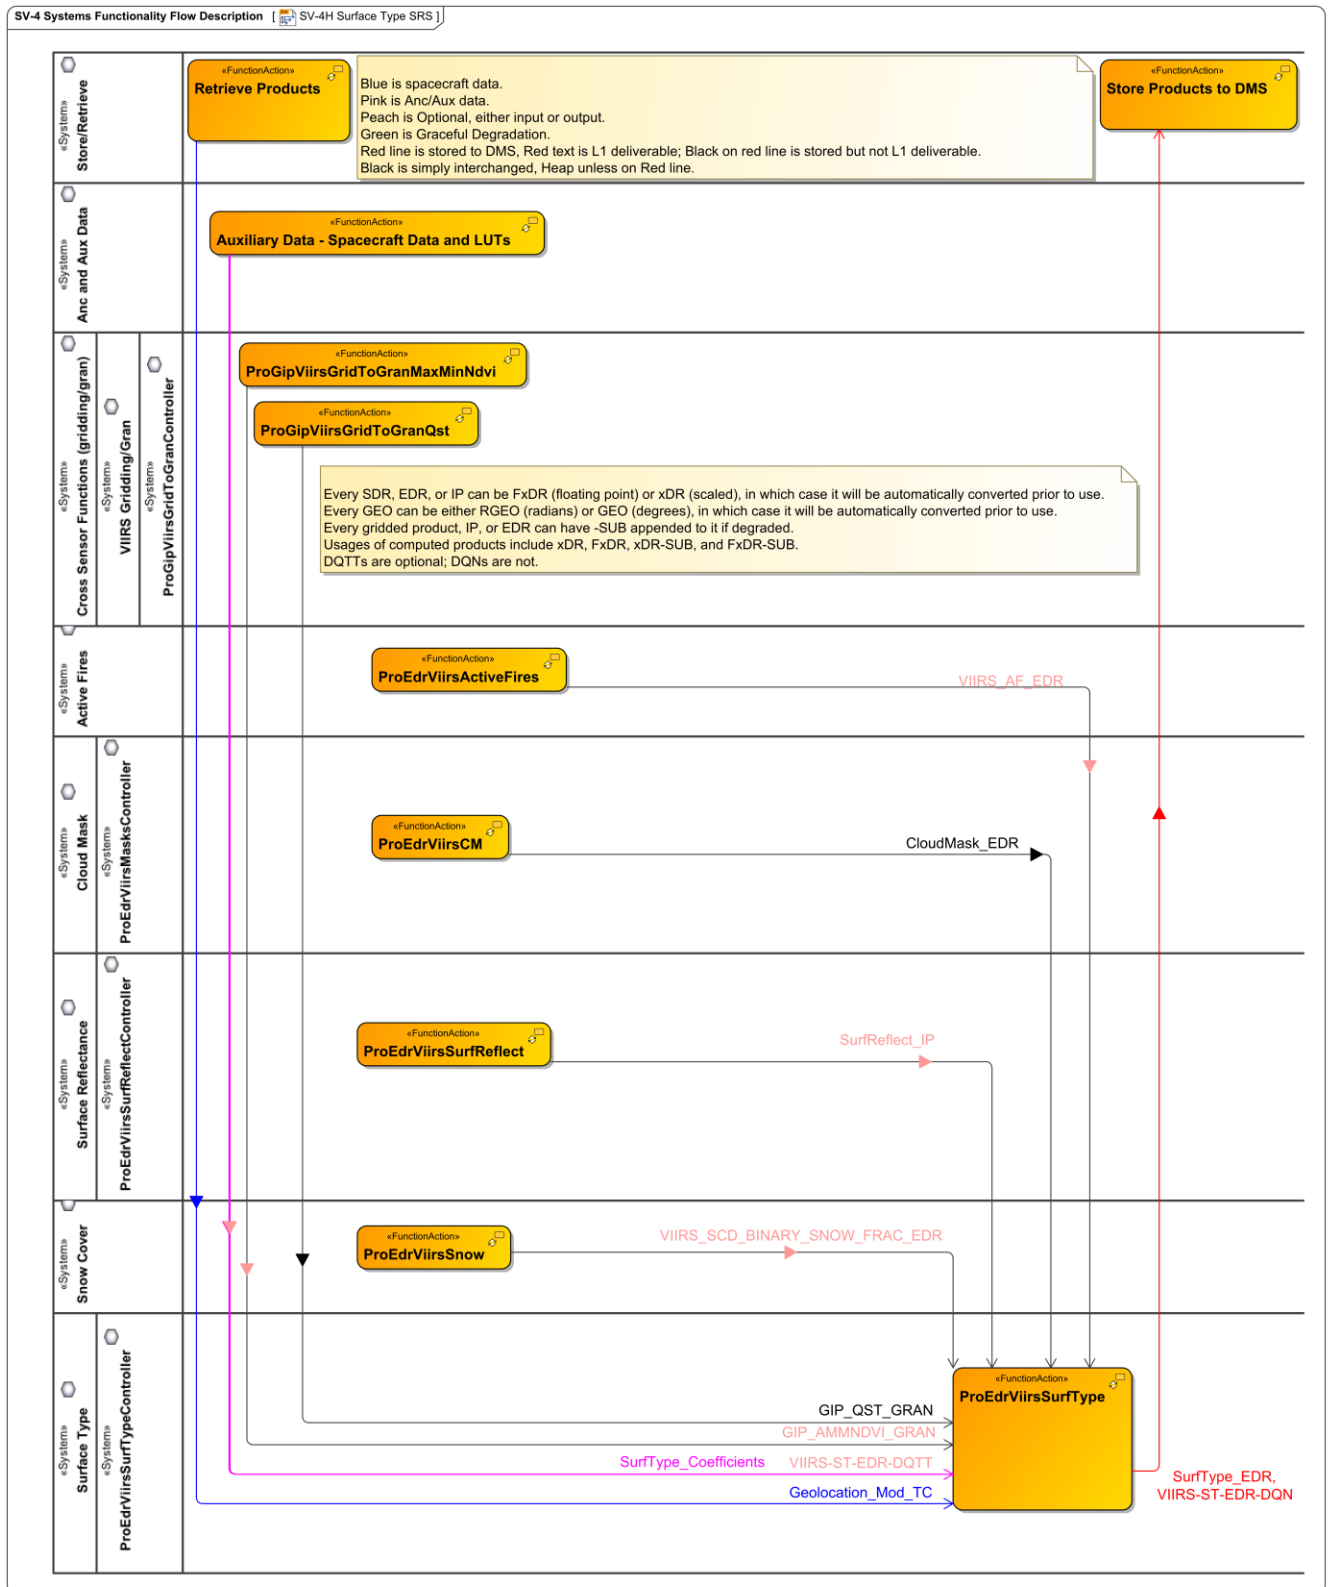 SV-4 Systems Functionality Flow Description [ SV-4H Surface Type SRS ]
«System»
Store/Retrieve
«FunctionAction»
Retrieve Products
Blue is spacecraft data.
Pink is Anc/Aux data.
Peach is Optional, either input or output.
Green is Graceful Degradation.
Red line is stored to DMS, Red text is L1 deliverable; Black on red line is stored but not L1 deliverable.
Black is simply interchanged, Heap unless on Red line.
«FunctionAction»
Store Products to DMS
«System»
Anc and Aux Data
«FunctionAction»
Auxiliary Data - Spacecraft Data and LUTs
«System»
Cross Sensor Functions (gridding/gran)
«System»
VIIRS Gridding/Gran
«System»
ProGipViirsGridToGranController
«FunctionAction»
ProGipViirsGridToGranMaxMinNdvi
«FunctionAction»
ProGipViirsGridToGranQst
Every SDR, EDR, or IP can be FxDR (floating point) or xDR (scaled), in which case it will be automatically converted prior to use.
Every GEO can be either RGEO (radians) or GEO (degrees), in which case it will be automatically converted prior to use.
Every gridded product, IP, or EDR can have -SUB appended to it if degraded.
Usages of computed products include xDR, FxDR, xDR-SUB, and FxDR-SUB.
DQTTs are optional; DQNs are not.
«System»
Active Fires
«FunctionAction»
ProEdrViirsActiveFires
VIIRS_AF_EDR
«System»
Cloud Mask
«System»
ProEdrViirsMasksController
«FunctionAction»
ProEdrViirsCM
CloudMask_EDR
«System»
Surface Reflectance
«System»
ProEdrViirsSurfReflectController
«FunctionAction»
ProEdrViirsSurfReflect
SurfReflect_IP
«System»
Snow Cover
«FunctionAction»
ProEdrViirsSnow
VIIRS_SCD_BINARY_SNOW_FRAC_EDR
«System»
Surface Type
«System»
ProEdrViirsSurfTypeController
«FunctionAction»
ProEdrViirsSurfType
GIP_QST_GRAN
GIP_AMMNDVI_GRAN
SurfType_Coefficients VIIRS-ST-EDR-DQTT
Geolocation_Mod_TC
SurfType_EDR,
VIIRS-ST-EDR-DQN